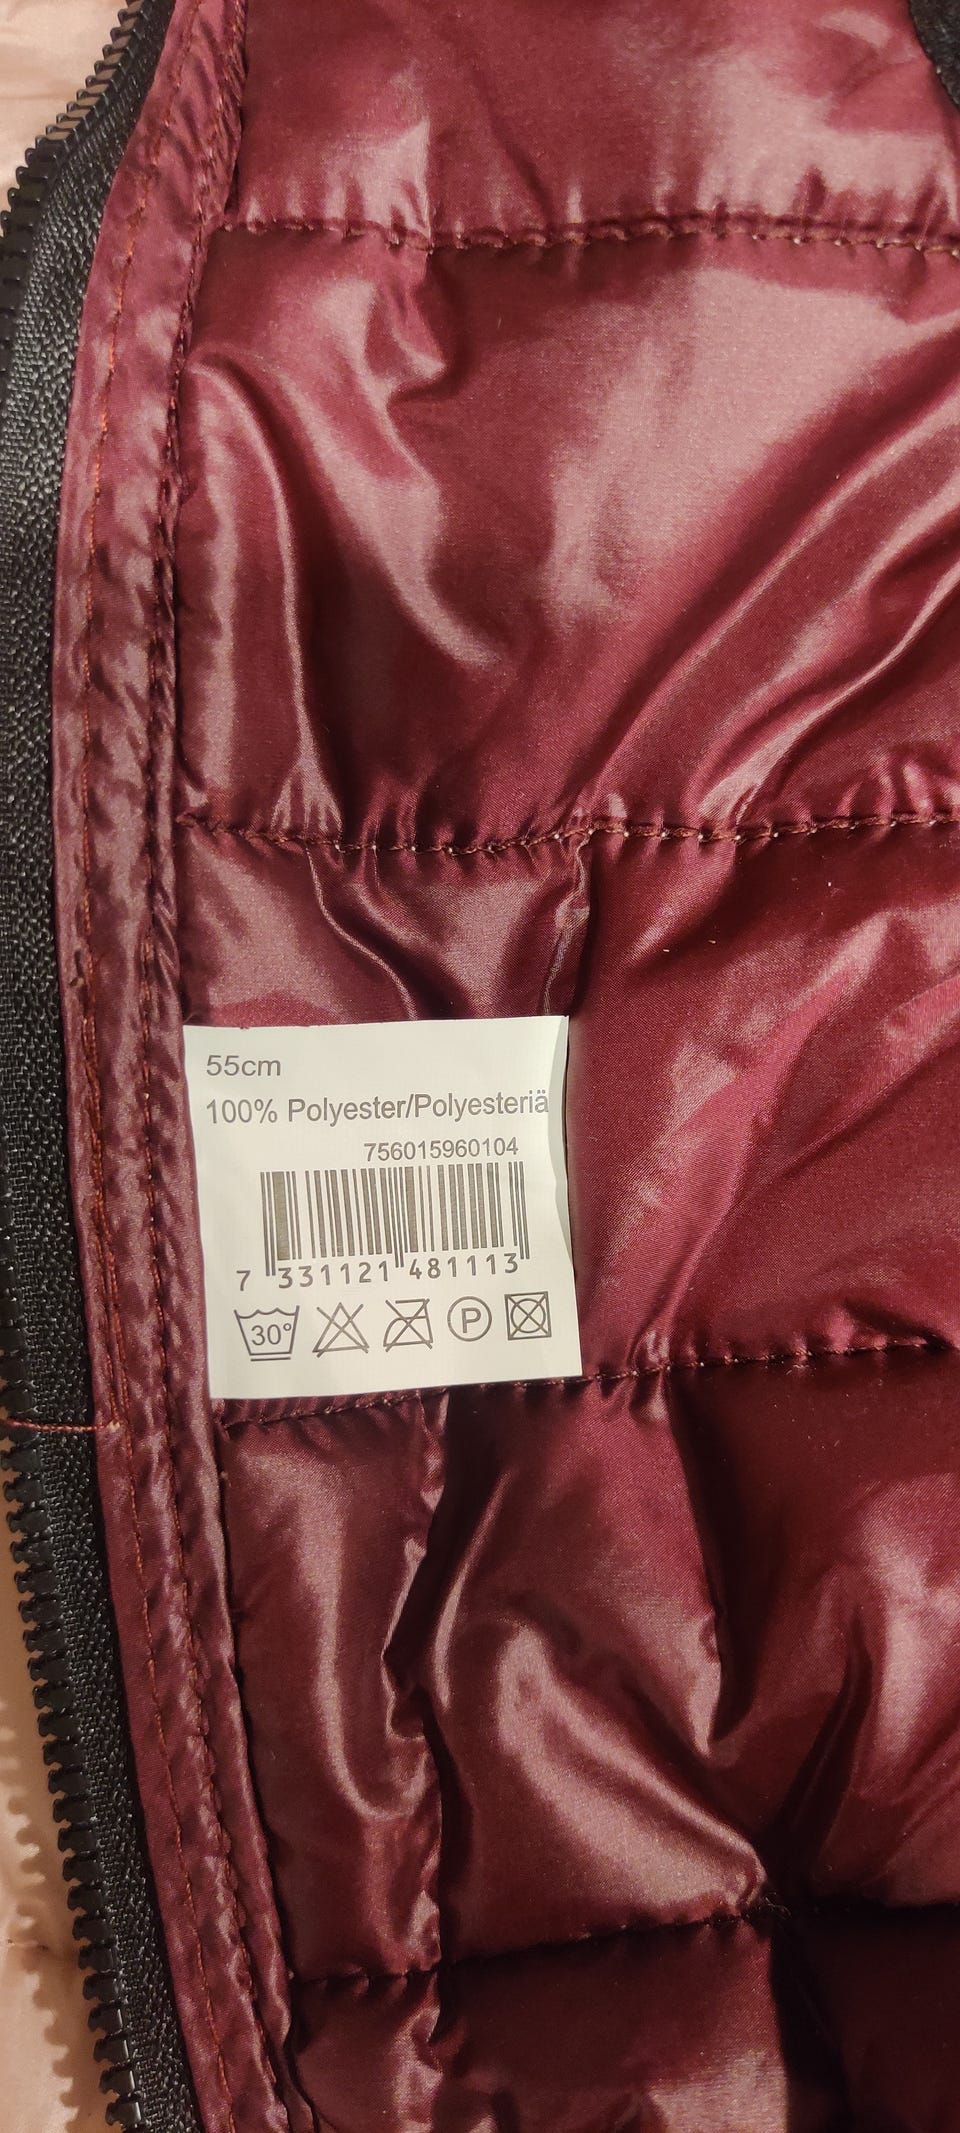 55cm
100% Polyester/Polyesteriä
756015960104
7 331121 481113
30° P